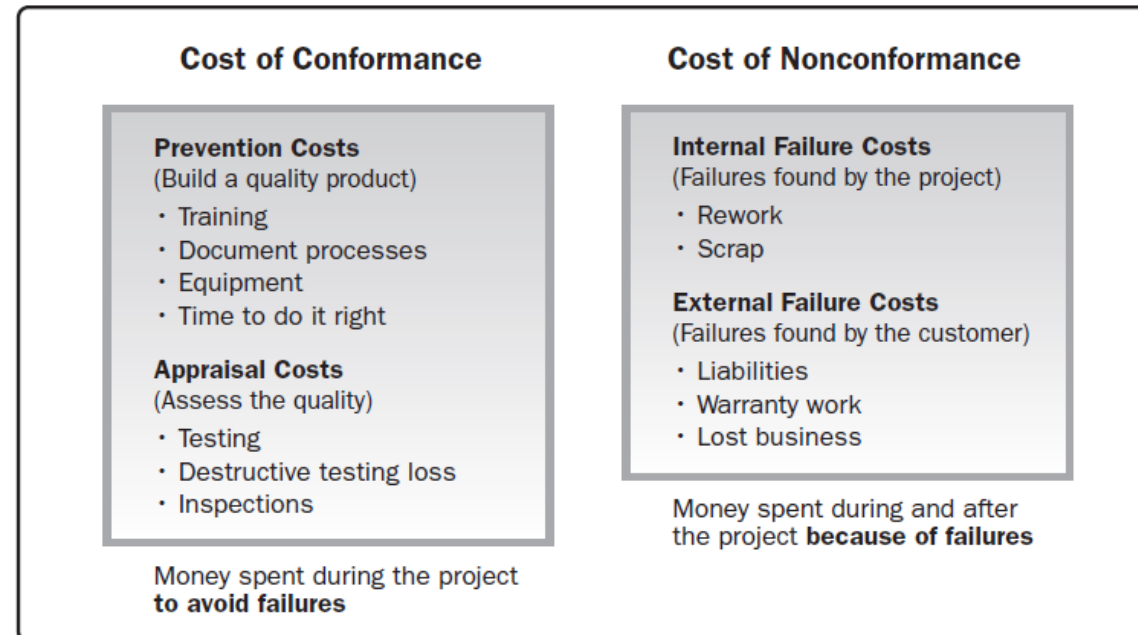 Cost of Conformance
Prevention Costs
(Build a quality product)
• Training
• Document processes
• Equipment
• Time to do it right
Appraisal Costs
(Assess the quality)
• Testing
• Destructive testing loss
• Inspections
Money spent during the project
to avoid failures
Cost of Nonconformance
Internal Failure Costs
(Failures found by the project)
• Rework
• Scrap
External Failure Costs
(Failures found by the customer)
• Liabilities
• Warranty work
• Lost business
Money spent during and after
the project because of failures